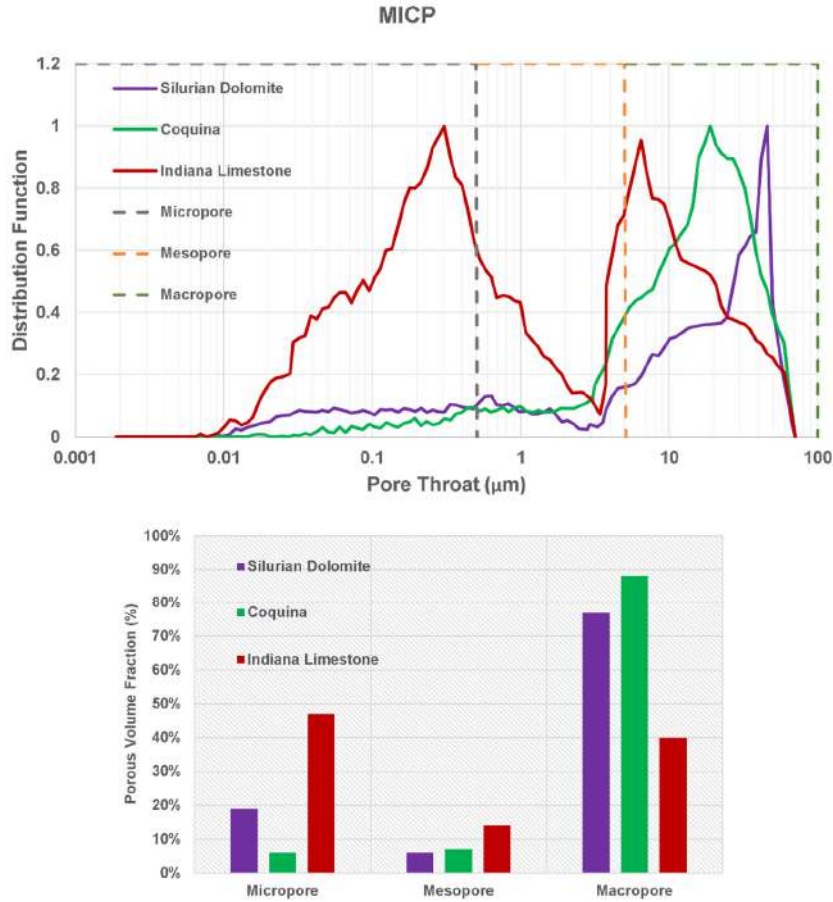 MICP
1.2
1
0.8
0.6
0.4
0.2
0
Distribution Function
Silurian Dolomite
Coquina
Indiana Limestone
Micropore
Mesopore
Macropore
0.001
0.01
0.1
1
10
100
Pore Throat (μm)
100%
90%
80%
70%
60%
50%
40%
30%
20%
10%
0%
Porous Volume Fraction (%)
Silurian Dolomite
Coquina
Indiana Limestone
Micropore
Mesopore
Macropore